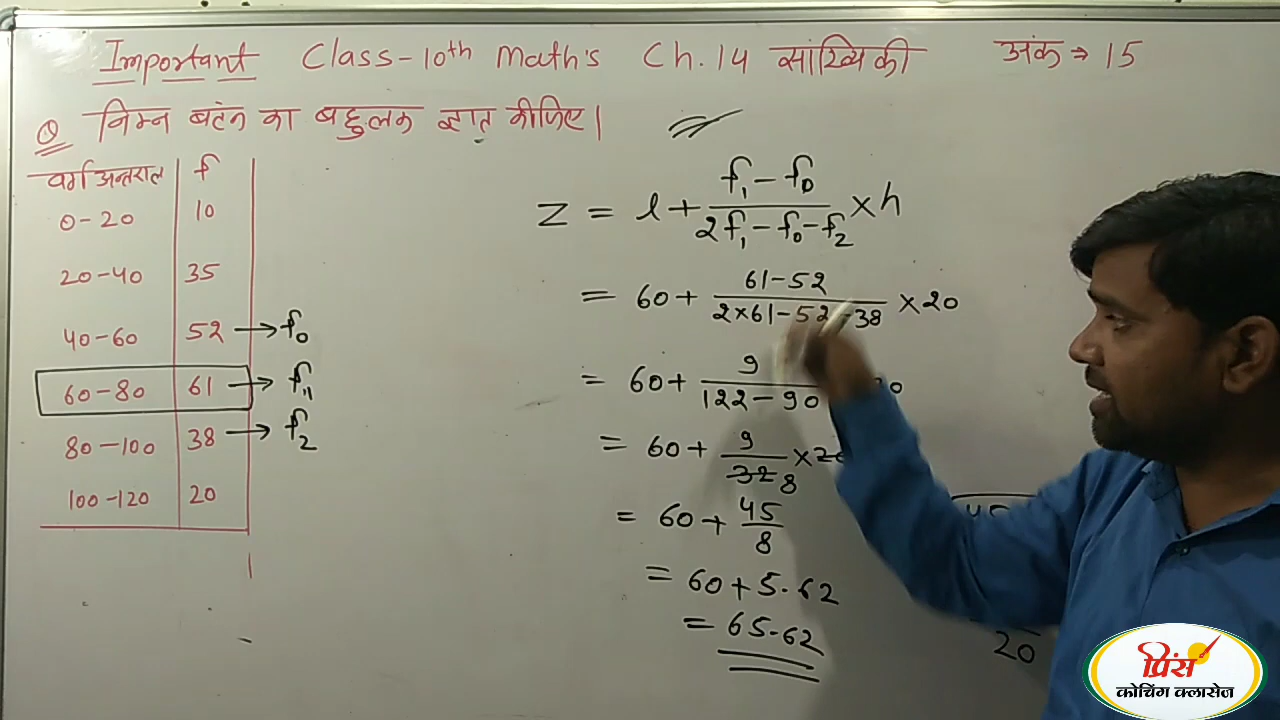 Important Class-10th Math's Ch.14 सांख्यिकी अंक ⇒ 15
Q निम्न बटंन का बहुलक ज्ञात कीजिए।
वर्ग अन्तराल f
0-20 10
20-40 35
40-60 52 → f₀
60-80 61 → f₁
80-100 38 → f₂
100-120 20
Z = l + (f₁ - f₀)/(2f₁ - f₀ - f₂) × h
= 60 + (61-52)/(2×61-52-38) × 20
= 60 + 9/(122-90)
= 60 + 9/32 8 × 20
= 60 + 45/8
= 60 + 5.62
= 65.62
45
20
प्रिंस
कोचिंग क्लासेज